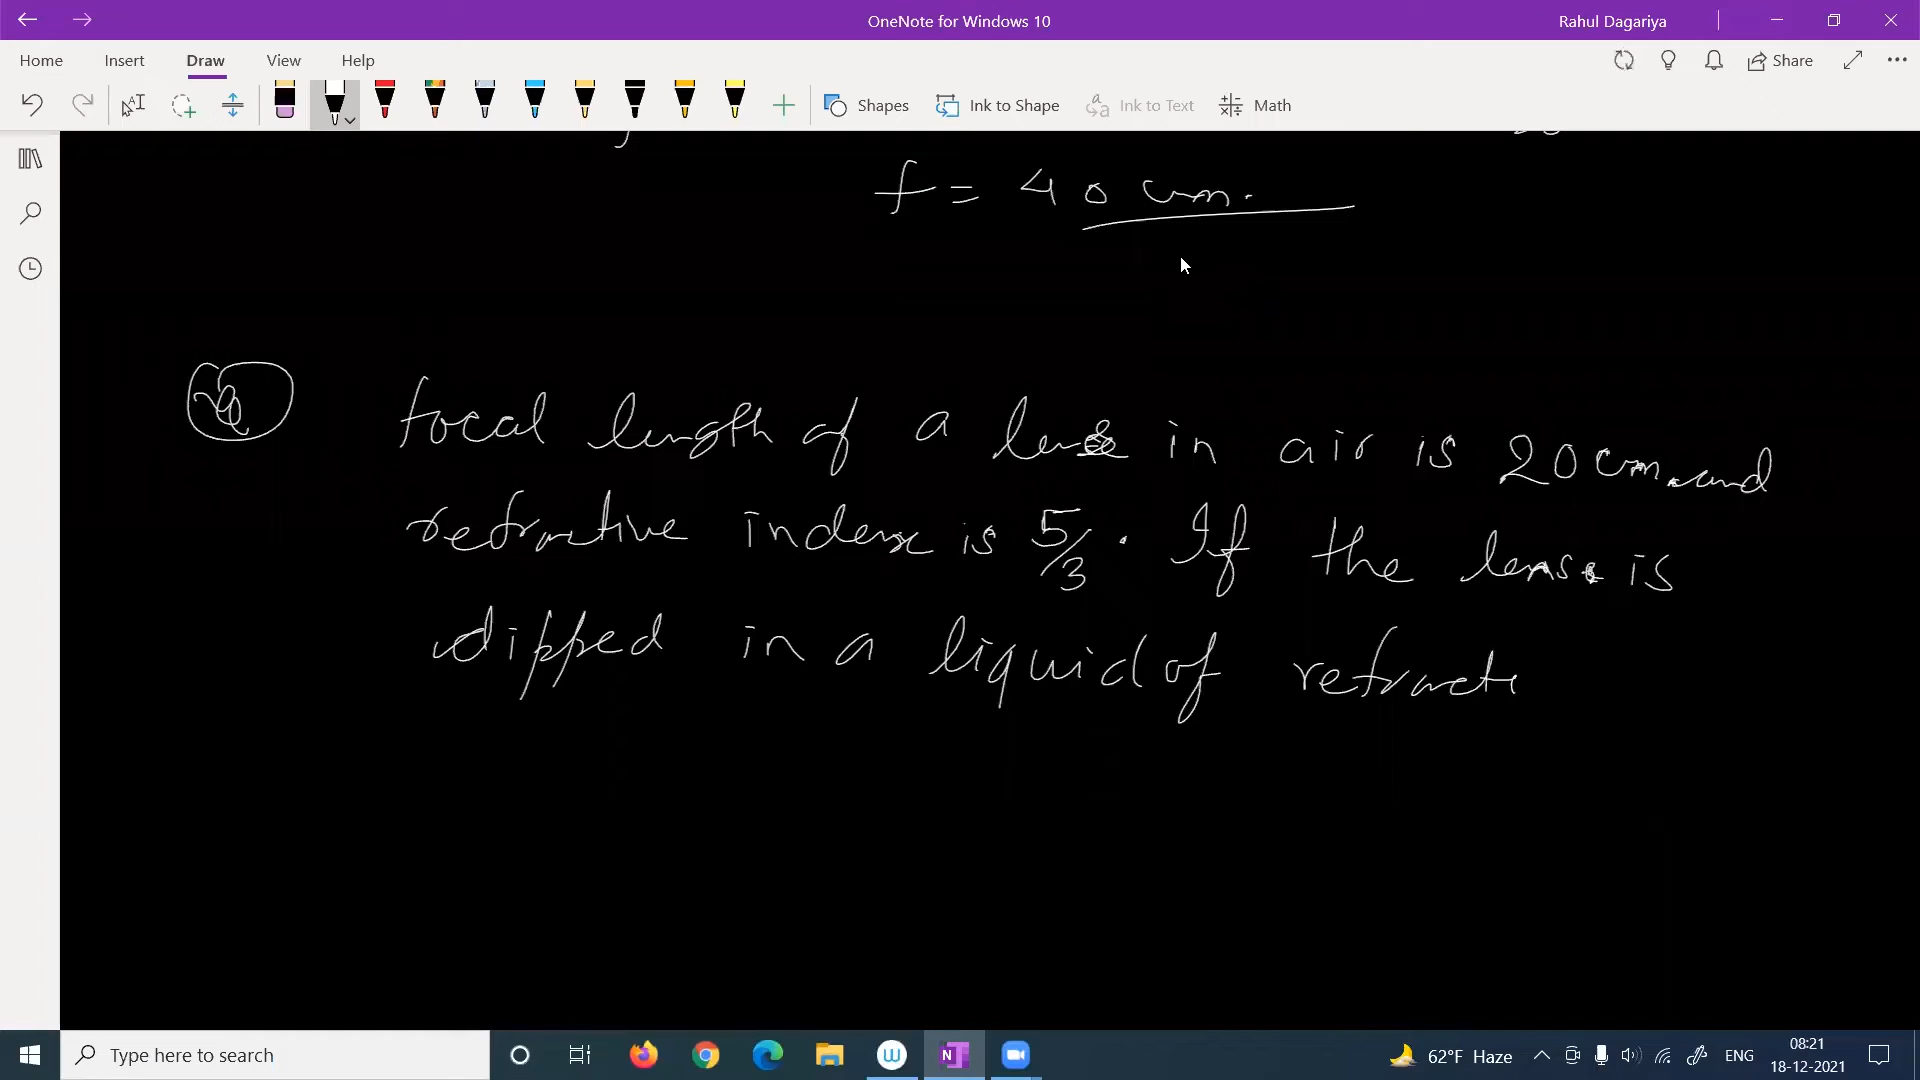 OneNote for Windows 10
Rahul Dagariya
Home Insert Draw View Help
Share
Shapes Ink to Shape Ink to Text Math
f = 40 cm.
focal length of a lens in air is 20 cm. and
refractive index is 5/3. If the lens is
dipped in a liquid of refracti
Type here to search
62°F Haze
ENG
08:21
18-12-2021